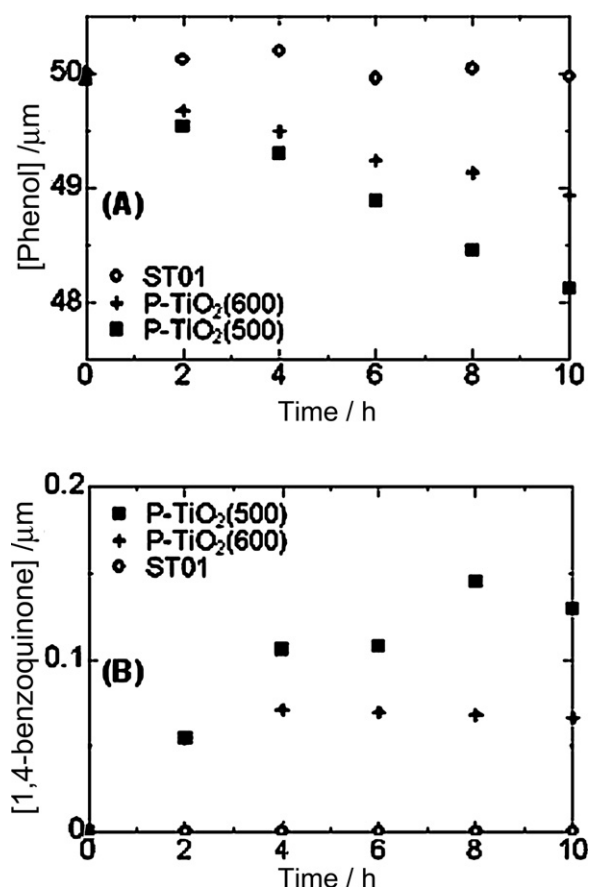 50
49
48
[Phenol] /μm
(A)
ST01
P-TiO₂(600)
P-TiO₂(500)
0 2 4 6 8 10
Time / h
0.2
0.1
0
[1,4-benzoquinone] /μm
P-TiO₂(500)
P-TiO₂(600)
ST01
(B)
0 2 4 6 8 10
Time / h